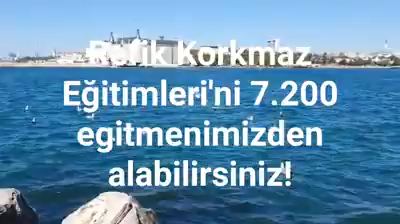 Refik Korkmaz
Eğitimleri'ni 7.200
egitmenimizden
alabilirsiniz!